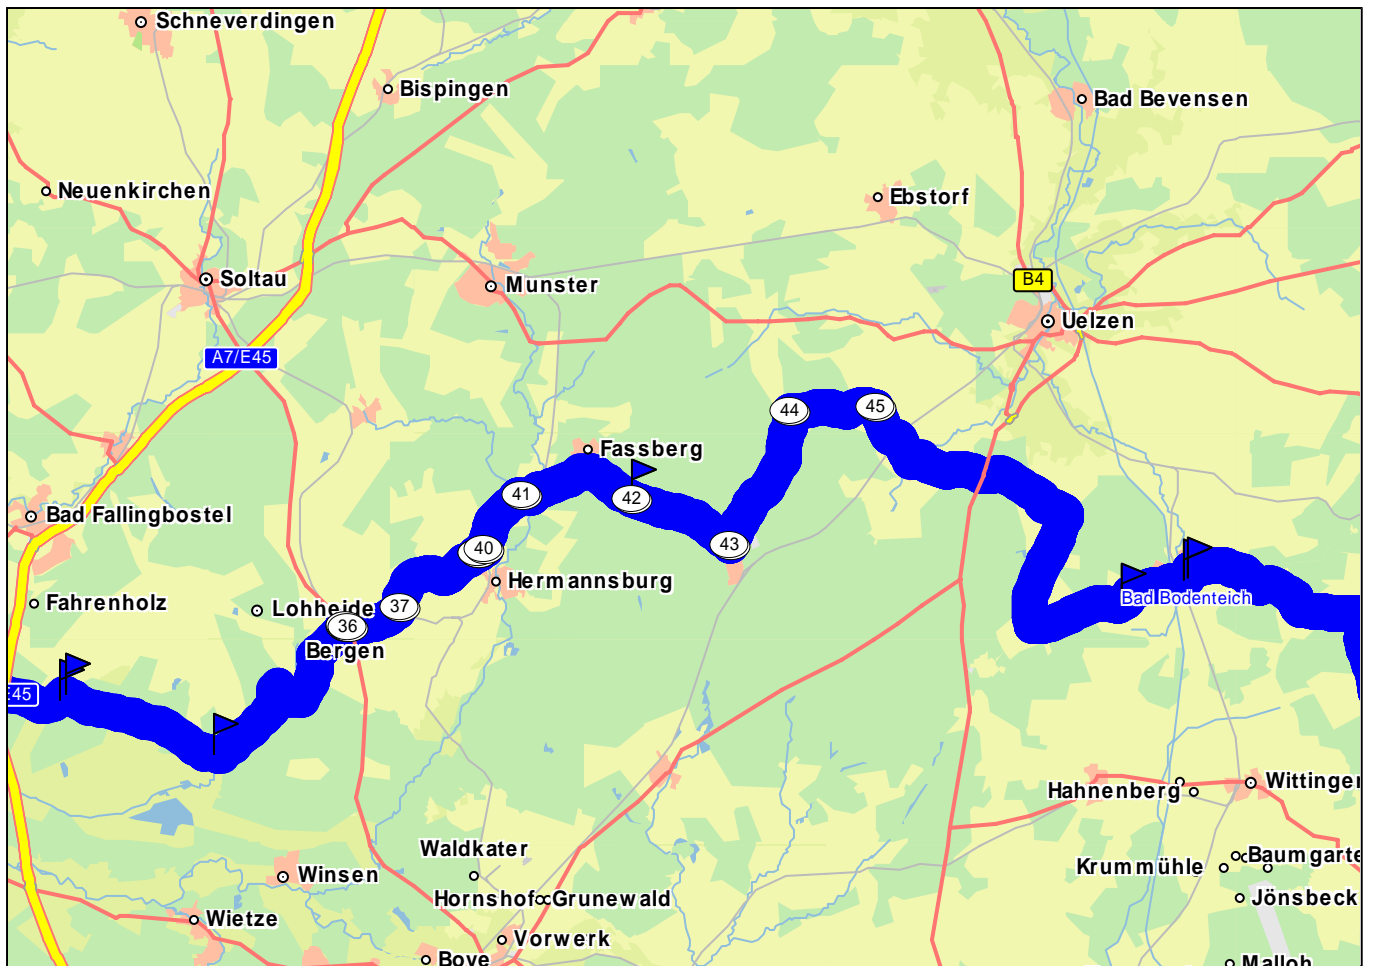 Schneverdingen
Bispingen
Bad Bevensen
Neuenkirchen
Ebstorf
Soltau
Munster
B4
Uelzen
A7/E45
44
45
Fassberg
41
42
Bad Fallingbostel
43
40
Hermannsburg
Fahrenholz
Lohheide
37
36
Bad Bodenteich
Bergen
E45
Hahnenberg
Wittingen
Waldkater
Krummühle
Baumgarte
Winsen
Hornshof
Grunewald
Jönsbeck
Wietze
Vorwerk
Boye
Malloh